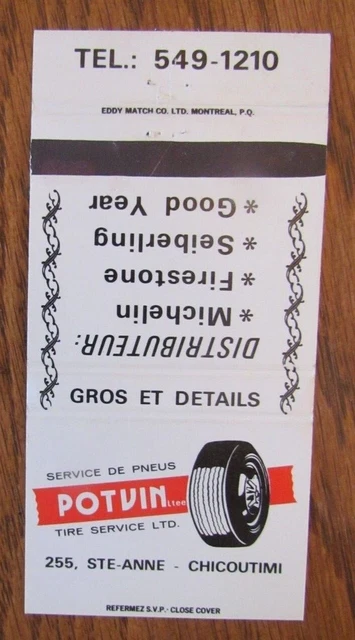 TEL.: 549-1210
EDDY MATCH CO. LTD. MONTREAL, P.Q.
DISTRIBUTEUR:
* Michelin
* Firestone
* Seiberling
* Good Year
GROS ET DETAILS
SERVICE DE PNEUS
POTVIN Ltee
TIRE SERVICE LTD.
255, STE-ANNE - CHICOUTIMI
REFERMEZ S.V.P. - CLOSE COVER